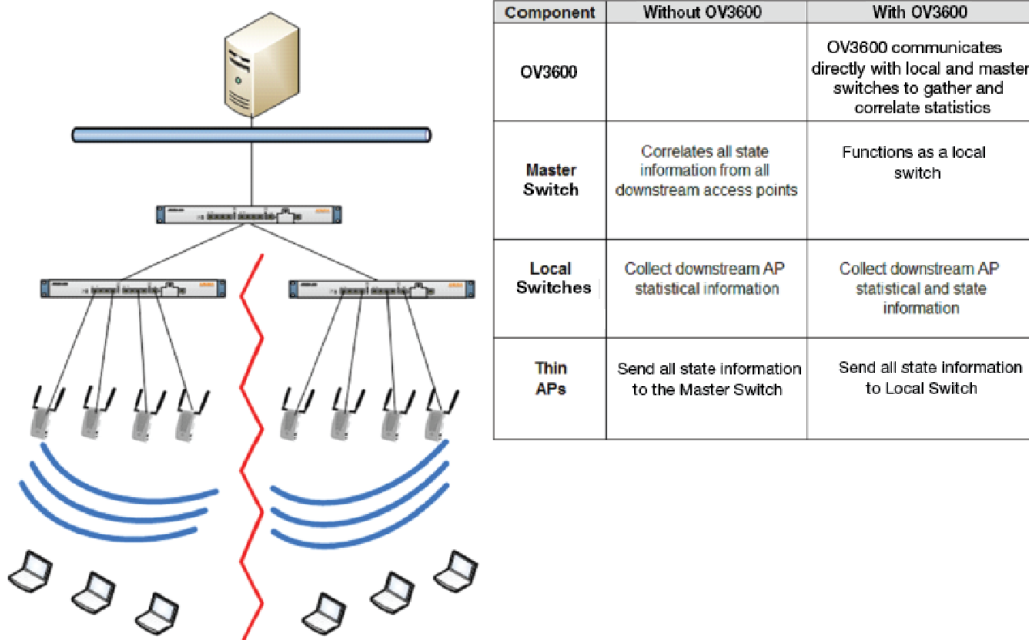 Component Without OV3600 With OV3600
OV3600
OV3600 communicates
directly with local and master
switches to gather and
correlate statistics
Master
Switch
Correlates all state
information from all
downstream access points
Functions as a local
switch
Local
Switches
Collect downstream AP
statistical information
Collect downstream AP
statistical and state
information
Thin
APs
Send all state information
to the Master Switch
Send all state information
to Local Switch